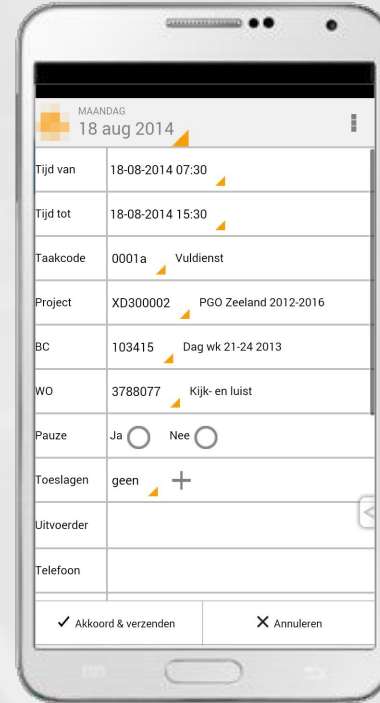 MAANDAG
18 aug 2014
Tijd van 18-08-2014 07:30
Tijd tot 18-08-2014 15:30
Taakcode 0001a Vuldienst
Project XD300002 PGO Zeeland 2012-2016
BC 103415 Dag wk 21-24 2013
WO 3788077 Kijk- en luist
Pauze Ja Nee
Toeslagen geen
Uitvoerder
Telefoon
Akkoord & verzenden Annuleren